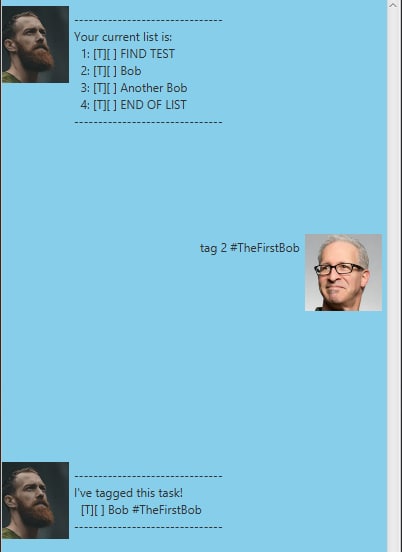 -------------------------------
Your current list is:
1: [T][ ] FIND TEST
2: [T][ ] Bob
3: [T][ ] Another Bob
4: [T][ ] END OF LIST
-------------------------------
tag 2 #TheFirstBob
-------------------------------
I've tagged this task!
[T][ ] Bob #TheFirstBob
-------------------------------